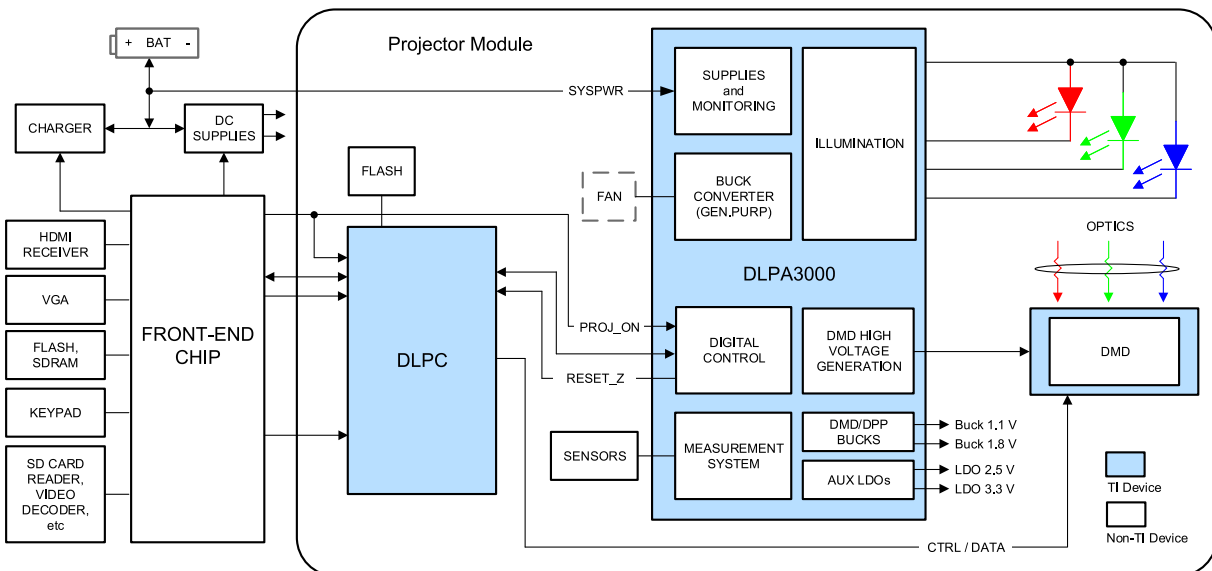 + BAT -
Projector Module
SYSPWR
CHARGER
DC
SUPPLIES
SUPPLIES
and
MONITORING
ILLUMINATION
FLASH
FAN
BUCK
CONVERTER
(GEN.PURP)
HDMI
RECEIVER
VGA
FLASH,
SDRAM
KEYPAD
SD CARD
READER,
VIDEO
DECODER,
etc
FRONT-END
CHIP
DLPC
DLPA3000
OPTICS
PROJ_ON
RESET_Z
DIGITAL
CONTROL
DMD HIGH
VOLTAGE
GENERATION
DMD
SENSORS
MEASUREMENT
SYSTEM
DMD/DPP
BUCKS
AUX LDOs
Buck 1.1 V
Buck 1.8 V
LDO 2.5 V
LDO 3.3 V
CTRL / DATA
TI Device
Non-TI Device